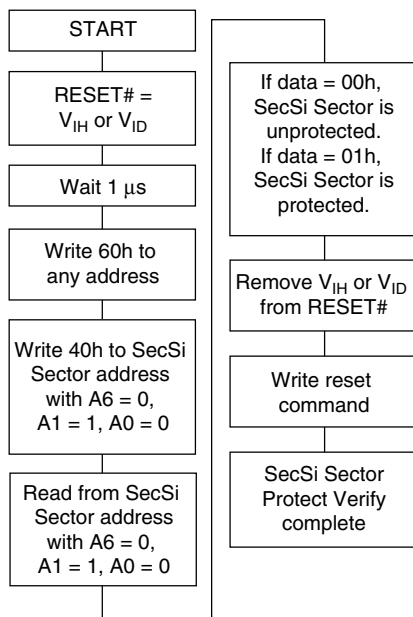 START
RESET# =
V_IH or V_ID
Wait 1 μs
Write 60h to
any address
Write 40h to SecSi
Sector address
with A6 = 0,
A1 = 1, A0 = 0
Read from SecSi
Sector address
with A6 = 0,
A1 = 1, A0 = 0
If data = 00h,
SecSi Sector is
unprotected.
If data = 01h,
SecSi Sector is
protected.
Remove V_IH or V_ID
from RESET#
Write reset
command
SecSi Sector
Protect Verify
complete